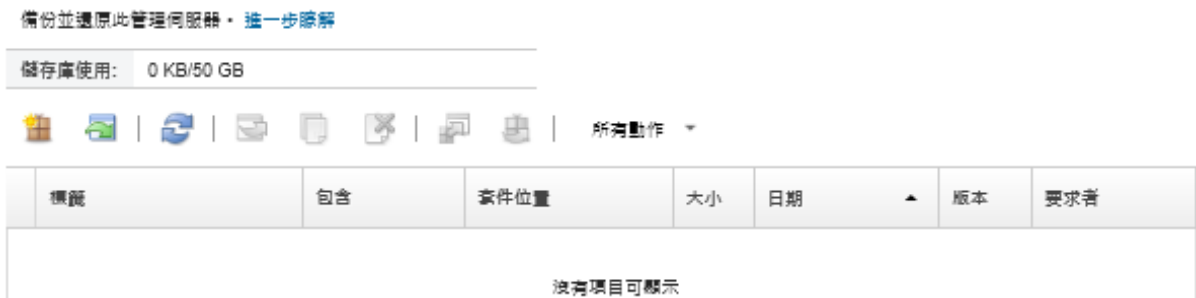 備份並還原此管理伺服器。 進一步瞭解
儲存庫使用: 0 KB/50 GB
所有動作
標籤 包含 套件位置 大小 日期 版本 要求者
沒有項目可顯示